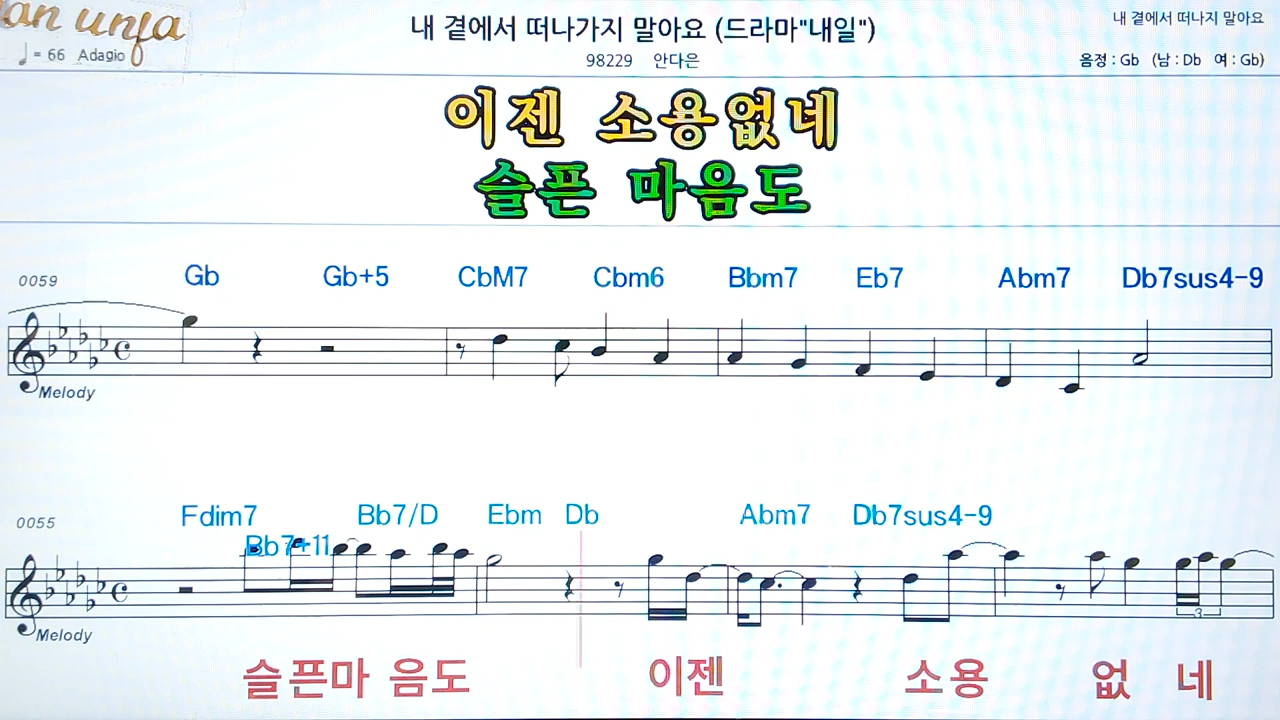 an unja
내 곁에서 떠나가지 말아요 (드라마"내일")
내 곁에서 떠나지 말아요
♩= 66 Adagio
98229 안다은
음정 : Gb (남 : Db 여 : Gb)
이젠 소용없네
슬픈 마음도
0059 Gb Gb+5 CbM7 Cbm6 Bbm7 Eb7 Abm7 Db7sus4-9
Melody
0055 Fdim7 Bb7/D Ebm Db Abm7 Db7sus4-9
Bb7+11
3
Melody
슬픈마 음도 이젠 소용 없 네